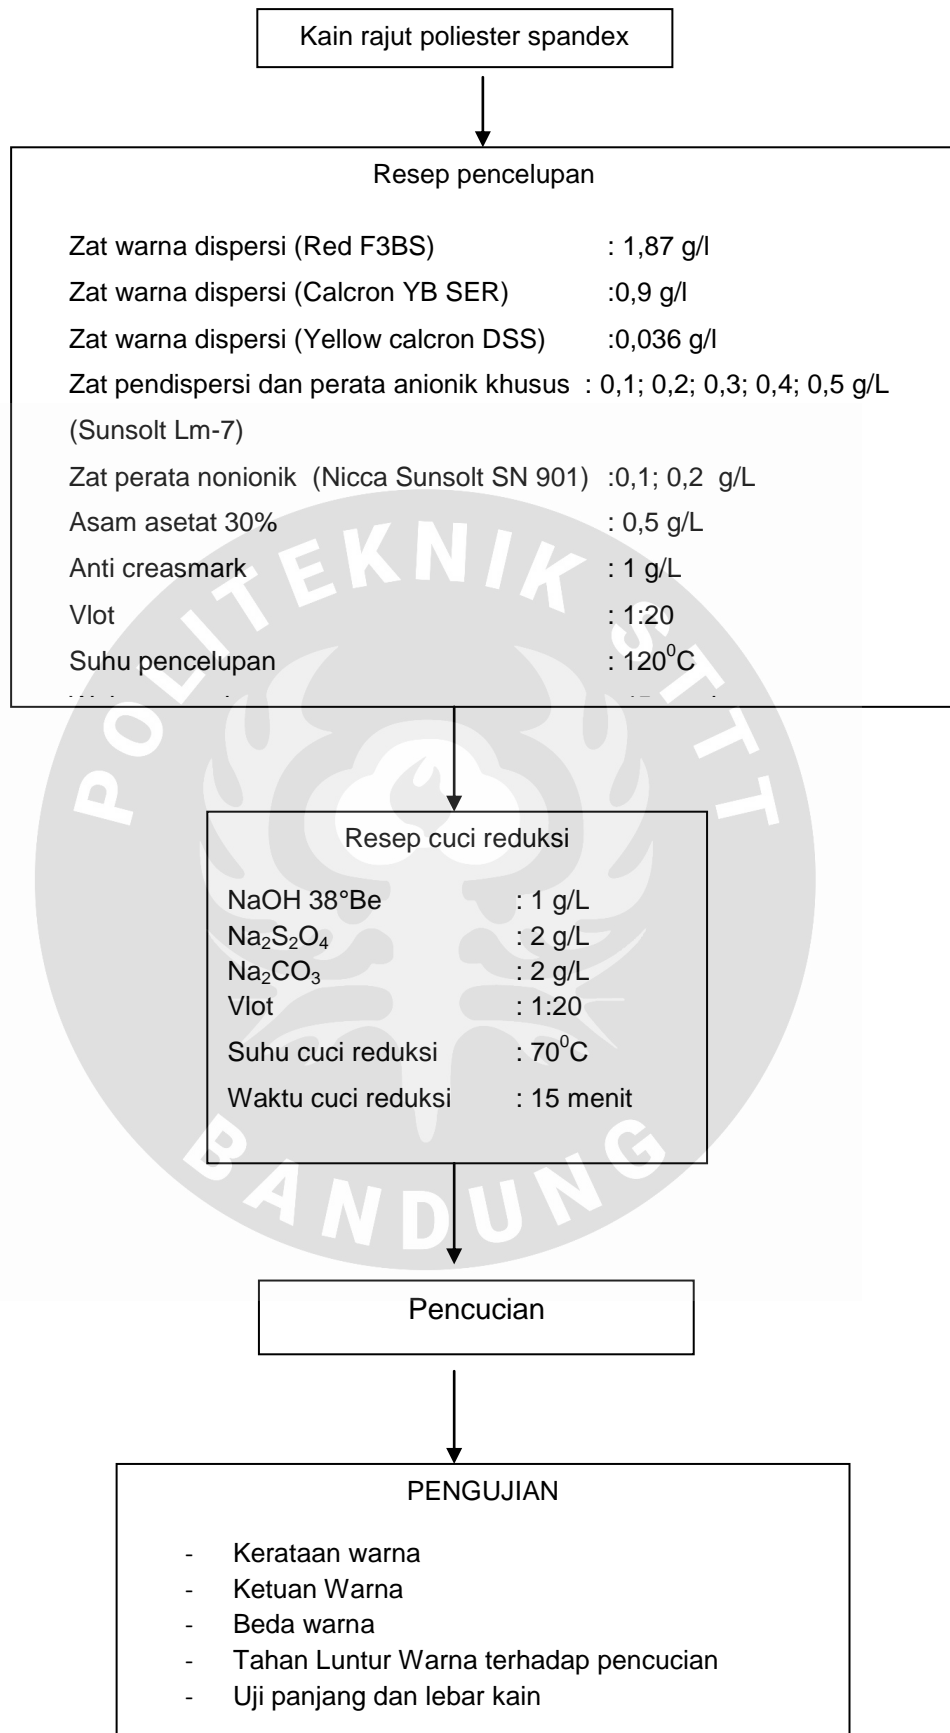 Kain rajut poliester spandex
Resep pencelupan
Zat warna dispersi (Red F3BS) : 1,87 g/l
Zat warna dispersi (Calcron YB SER) :0,9 g/l
Zat warna dispersi (Yellow calcron DSS) :0,036 g/l
Zat pendispersi dan perata anionik khusus : 0,1; 0,2; 0,3; 0,4; 0,5 g/L
(Sunsolt Lm-7)
Zat perata nonionik (Nicca Sunsolt SN 901) :0,1; 0,2 g/L
Asam asetat 30% : 0,5 g/L
Anti creasmark : 1 g/L
Vlot : 1:20
Suhu pencelupan : 120⁰C
Resep cuci reduksi
NaOH 38°Be : 1 g/L
Na₂S₂O₄ : 2 g/L
Na₂CO₃ : 2 g/L
Vlot : 1:20
Suhu cuci reduksi : 70⁰C
Waktu cuci reduksi : 15 menit
Pencucian
PENGUJIAN
- Kerataan warna
- Ketuan Warna
- Beda warna
- Tahan Luntur Warna terhadap pencucian
- Uji panjang dan lebar kain
POLITEKNIK STTT
BANDUNG